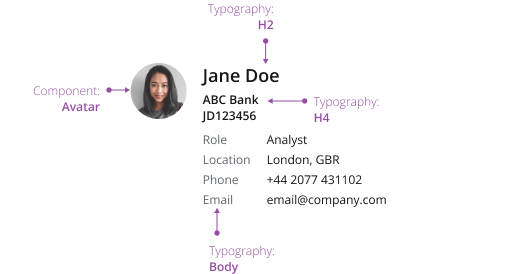 Typography:
H2
Jane Doe
Component:
Avatar
ABC Bank
JD123456
Typography:
H4
Role Analyst
Location London, GBR
Phone +44 2077 431102
Email email@company.com
Typography:
Body